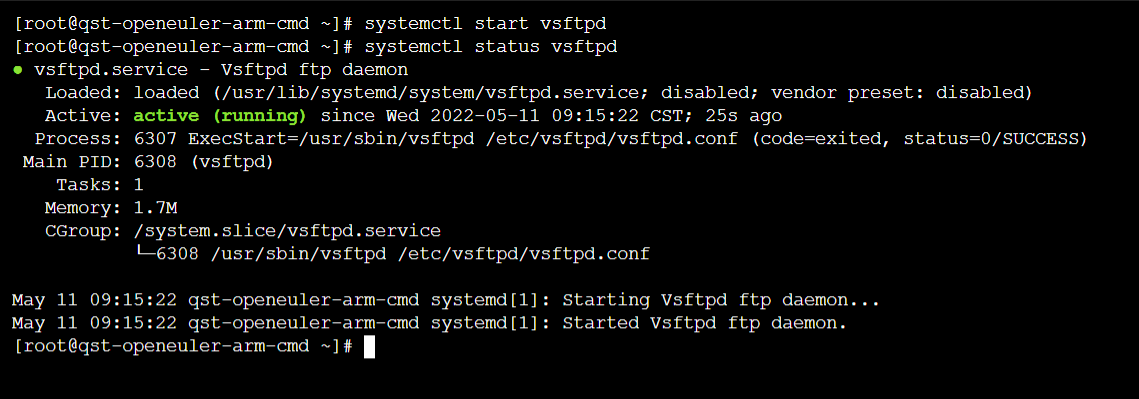 [root@qst-openeuler-arm-cmd ~]# systemctl start vsftpd
[root@qst-openeuler-arm-cmd ~]# systemctl status vsftpd
● vsftpd.service - Vsftpd ftp daemon
   Loaded: loaded (/usr/lib/systemd/system/vsftpd.service; disabled; vendor preset: disabled)
   Active: active (running) since Wed 2022-05-11 09:15:22 CST; 25s ago
  Process: 6307 ExecStart=/usr/sbin/vsftpd /etc/vsftpd/vsftpd.conf (code=exited, status=0/SUCCESS)
 Main PID: 6308 (vsftpd)
    Tasks: 1
   Memory: 1.7M
   CGroup: /system.slice/vsftpd.service
           └─6308 /usr/sbin/vsftpd /etc/vsftpd/vsftpd.conf

May 11 09:15:22 qst-openeuler-arm-cmd systemd[1]: Starting Vsftpd ftp daemon...
May 11 09:15:22 qst-openeuler-arm-cmd systemd[1]: Started Vsftpd ftp daemon.
[root@qst-openeuler-arm-cmd ~]#